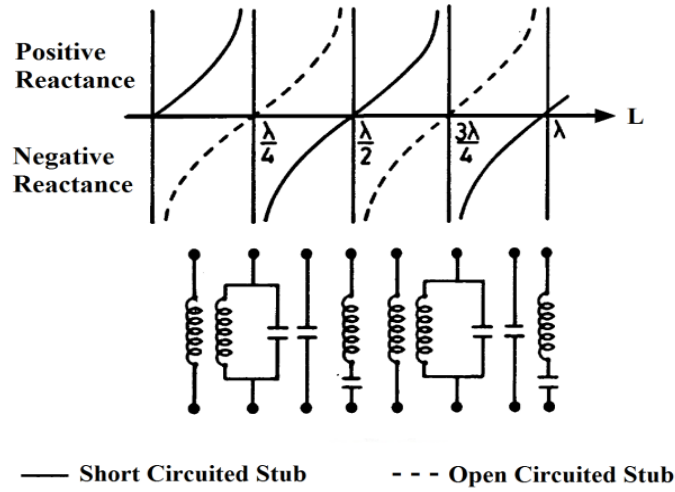 Positive
Reactance
L
λ/4 λ/2 3λ/4 λ
Negative
Reactance
Short Circuited Stub
Open Circuited Stub